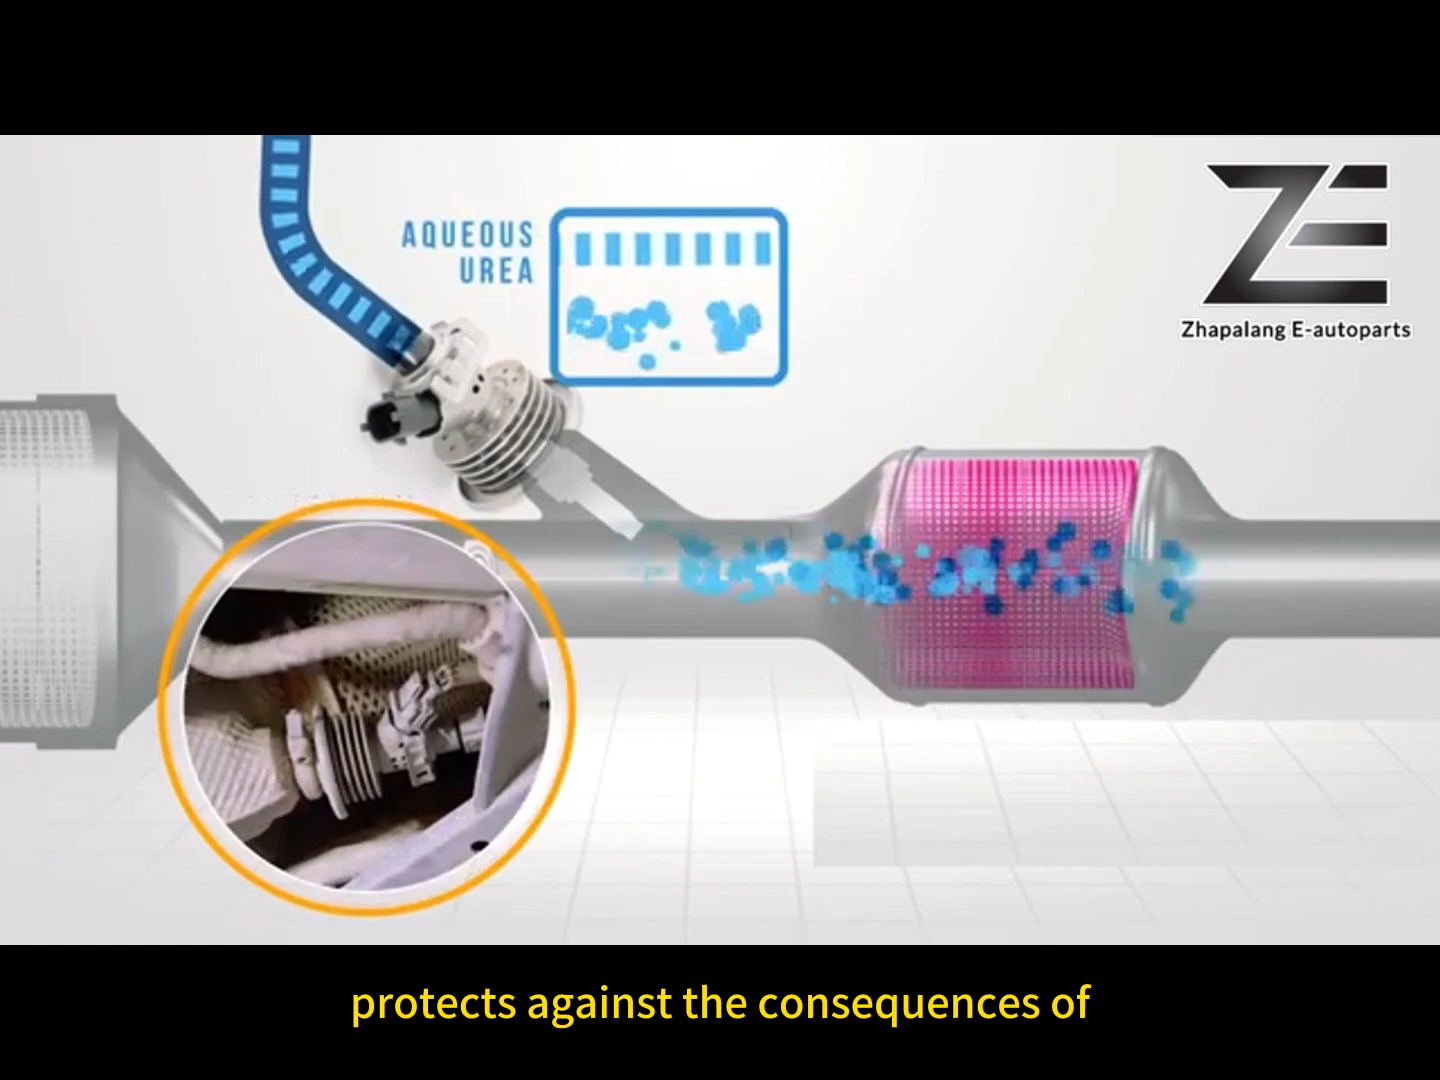 AQUEOUS
UREA
ZE
Zhapalang E-autoparts
protects against the consequences of